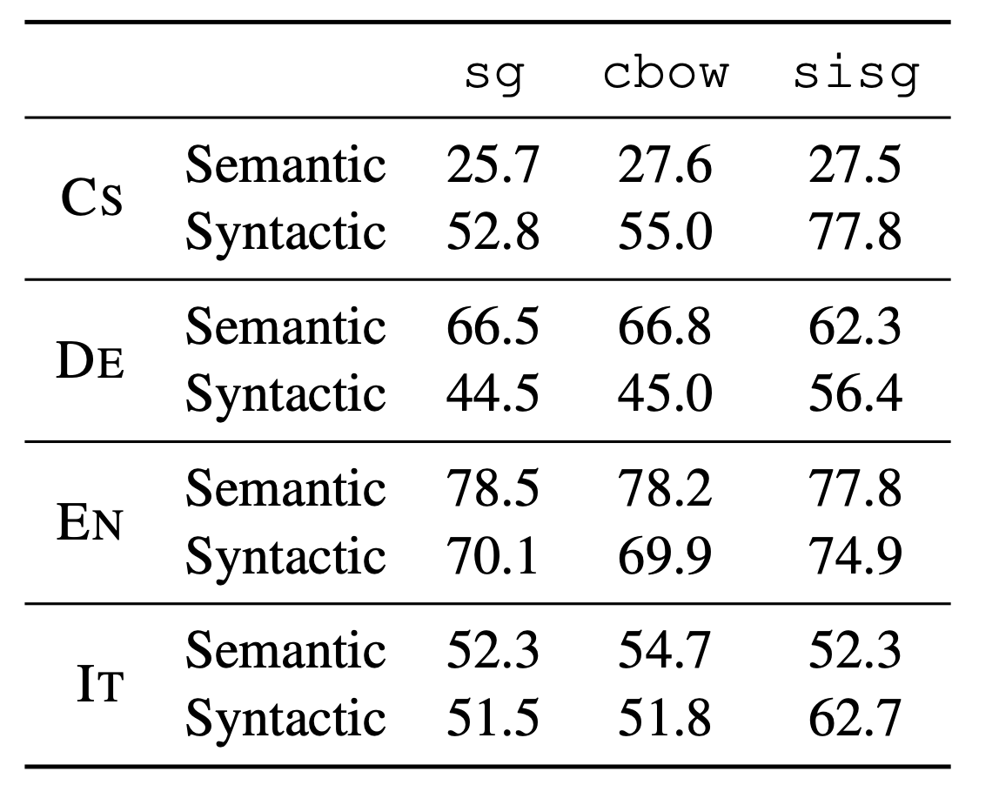 sg cbow sisg
Cs Semantic 25.7 27.6 27.5
Syntactic 52.8 55.0 77.8
De Semantic 66.5 66.8 62.3
Syntactic 44.5 45.0 56.4
En Semantic 78.5 78.2 77.8
Syntactic 70.1 69.9 74.9
It Semantic 52.3 54.7 52.3
Syntactic 51.5 51.8 62.7